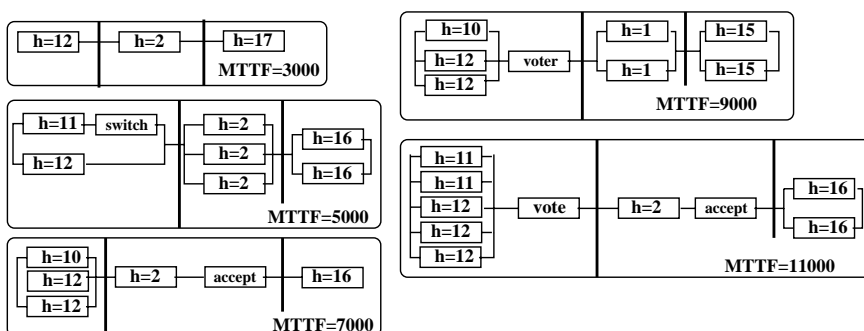 h=12 h=2 h=17
MTTF=3000
h=11 switch
h=12
h=2
h=2
h=2
h=16
h=16
MTTF=5000
h=10
h=12
h=12
h=2 accept h=16
MTTF=7000
h=10
h=12
h=12
voter
h=1
h=1
h=15
h=15
MTTF=9000
h=11
h=11
h=12
h=12
h=12
vote h=2 accept
h=16
h=16
MTTF=11000